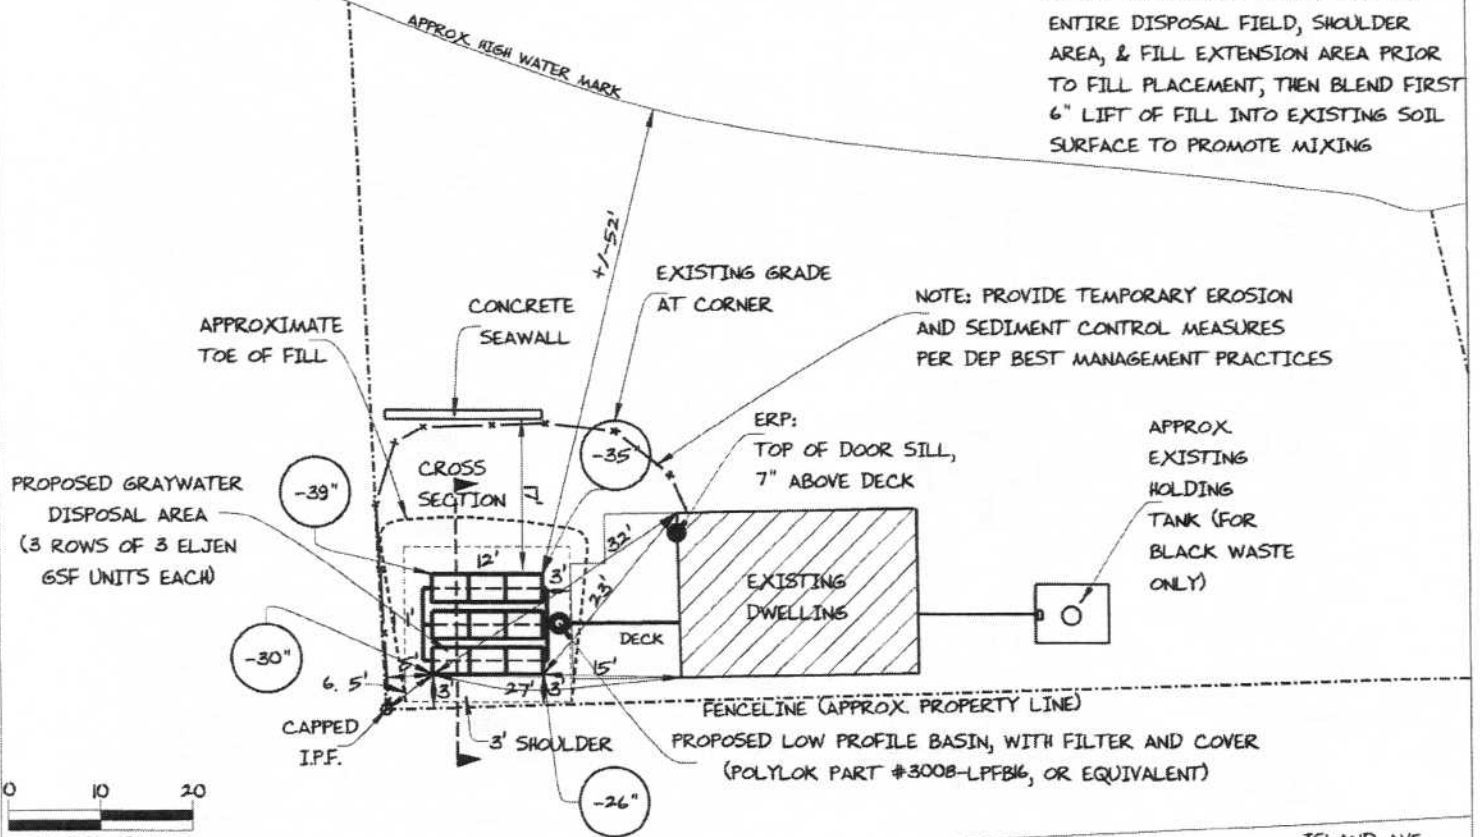 ENTIRE DISPOSAL FIELD, SHOULDER
AREA, & FILL EXTENSION AREA PRIOR
TO FILL PLACEMENT, THEN BLEND FIRST
6" LIFT OF FILL INTO EXISTING SOIL
SURFACE TO PROMOTE MIXING
APPROX. HIGH WATER MARK
+/-52'
EXISTING GRADE
AT CORNER
CONCRETE
SEAWALL
APPROXIMATE
TOE OF FILL
NOTE: PROVIDE TEMPORARY EROSION
AND SEDIMENT CONTROL MEASURES
PER DEP BEST MANAGEMENT PRACTICES
ERP:
TOP OF DOOR SILL,
7" ABOVE DECK
APPROX.
EXISTING
HOLDING
TANK (FOR
BLACK WASTE
ONLY)
-35"
CROSS
SECTION
17'
-39"
PROPOSED GRAYWATER
DISPOSAL AREA
(3 ROWS OF 3 ELJEN
GSF UNITS EACH)
12'
3'
32'
23'
EXISTING
DWELLING
DECK
-30"
5'
15'
6. 5'
3'
27'
3'
CAPPED
I.P.F.
3' SHOULDER
FENCELINE (APPROX. PROPERTY LINE)
PROPOSED LOW PROFILE BASIN, WITH FILTER AND COVER
(POLYLOK PART #3008-LPFB16, OR EQUIVALENT)
-26"
0 10 20
ISLAND AVE